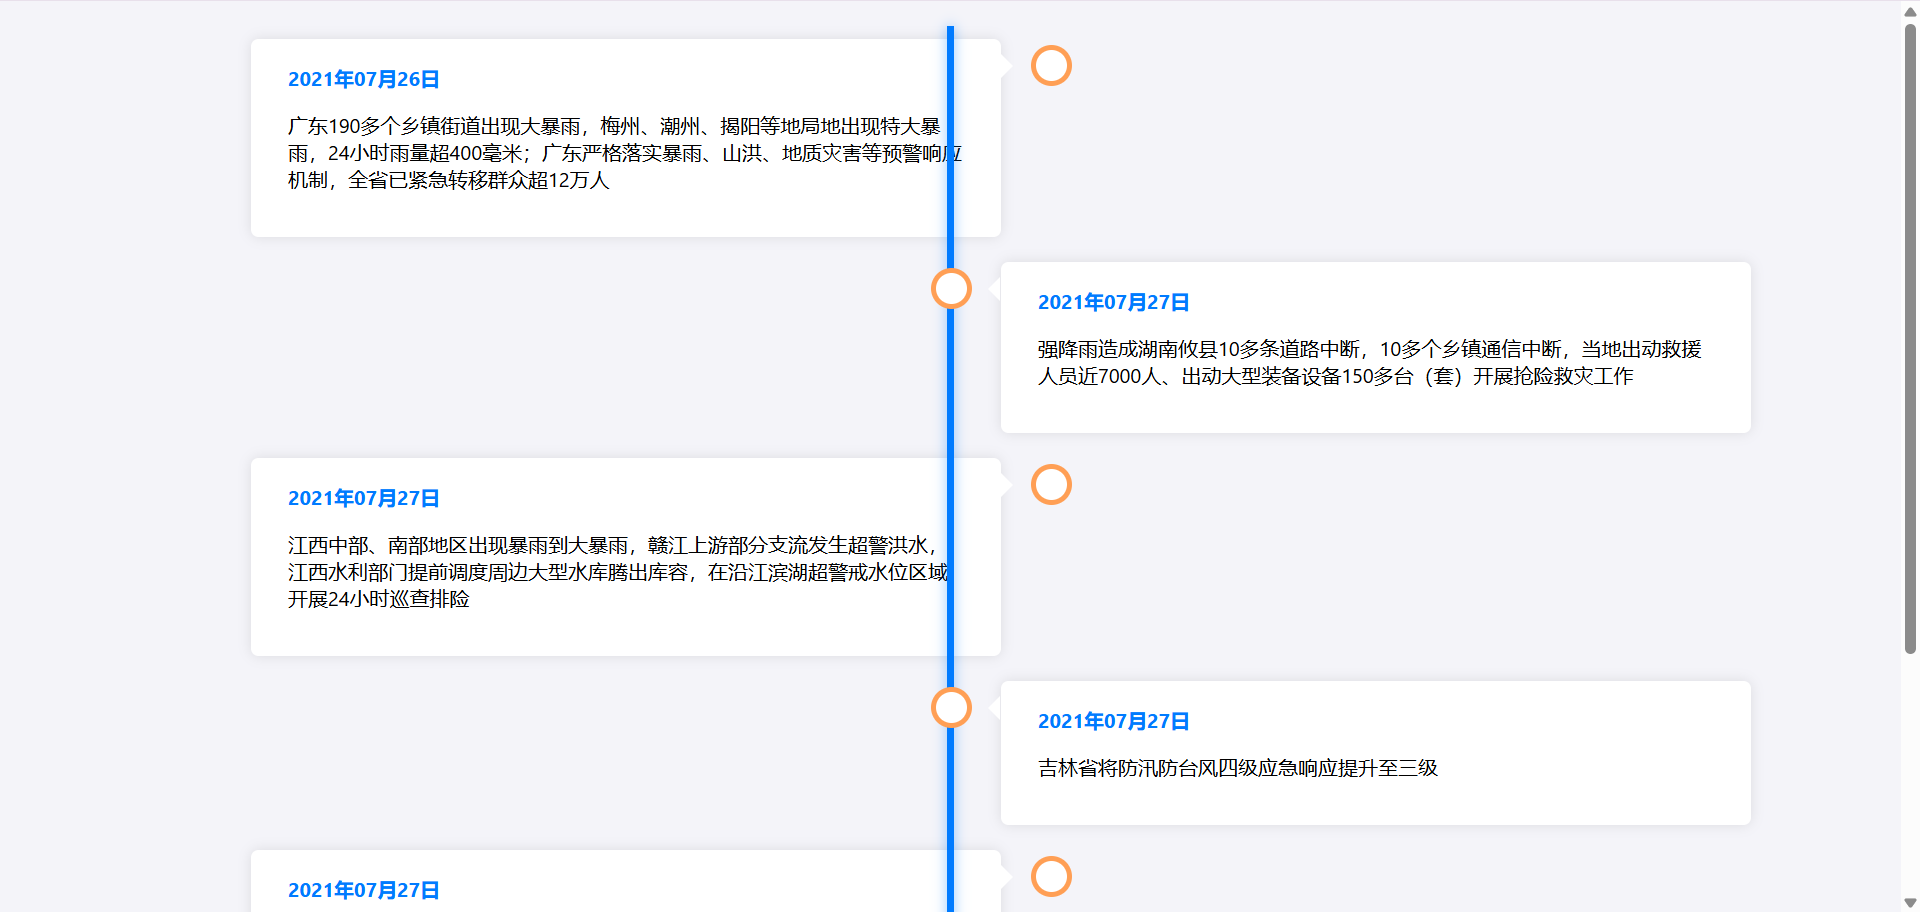 2021年07月26日
广东190多个乡镇街道出现大暴雨，梅州、潮州、揭阳等地局地出现特大暴
雨，24小时雨量超400毫米；广东严格落实暴雨、山洪、地质灾害等预警响应
机制，全省已紧急转移群众超12万人
2021年07月27日
强降雨造成湖南攸县10多条道路中断，10多个乡镇通信中断，当地出动救援
人员近7000人、出动大型装备设备150多台（套）开展抢险救灾工作
2021年07月27日
江西中部、南部地区出现暴雨到大暴雨，赣江上游部分支流发生超警洪水，
江西水利部门提前调度周边大型水库腾出库容，在沿江滨湖超警戒水位区域
开展24小时巡查排险
2021年07月27日
吉林省将防汛防台风四级应急响应提升至三级
2021年07月27日